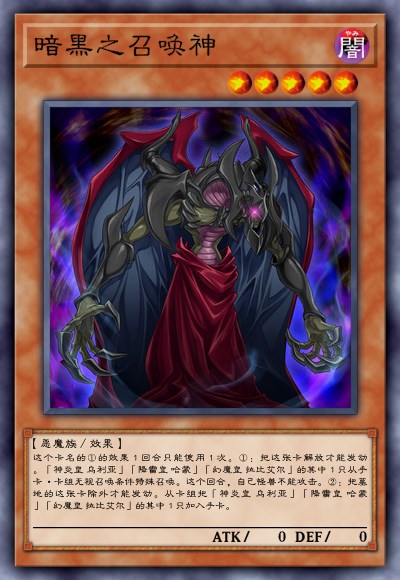 暗黑之召唤神
やみ
闇
【恶魔族／效果】
这个卡名的①的效果1回合只能使用1次。①：把这张卡解放才能发
动。「神炎皇 乌利亚」「降雷皇 哈蒙」「幻魔皇 拉比艾尔」的其中1只从手
卡·卡组无视召唤条件特殊召唤。这个回合，自己怪兽不能攻击。②：把墓
地的这张卡除外才能发动。从卡组把「神炎皇 乌利亚」「降雷皇 哈蒙」
「幻魔皇 拉比艾尔」的其中1只加入手卡。
ATK/ 0 DEF/ 0